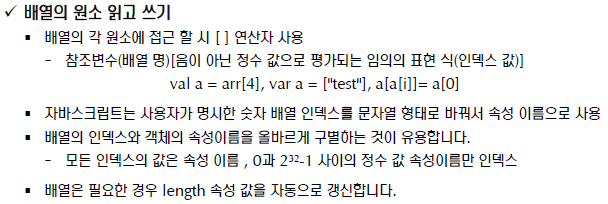 ✓ 배열의 원소 읽고 쓰기
▪ 배열의 각 원소에 접근 할 시 [ ] 연산자 사용
- 참조변수(배열 명)[음이 아닌 정수 값으로 평가되는 임의의 표현 식(인덱스 값)]
val a = arr[4], var a = ["test"], a[a[i]]= a[0]
▪ 자바스크립트는 사용자가 명시한 숫자 배열 인덱스를 문자열 형태로 바꿔서 속성 이름으로 사용
▪ 배열의 인덱스와 객체의 속성이름을 올바르게 구별하는 것이 유용합니다.
- 모든 인덱스의 값은 속성 이름 , 0과 2³²-1 사이의 정수 값 속성이름만 인덱스
▪ 배열은 필요한 경우 length 속성 값을 자동으로 갱신합니다.